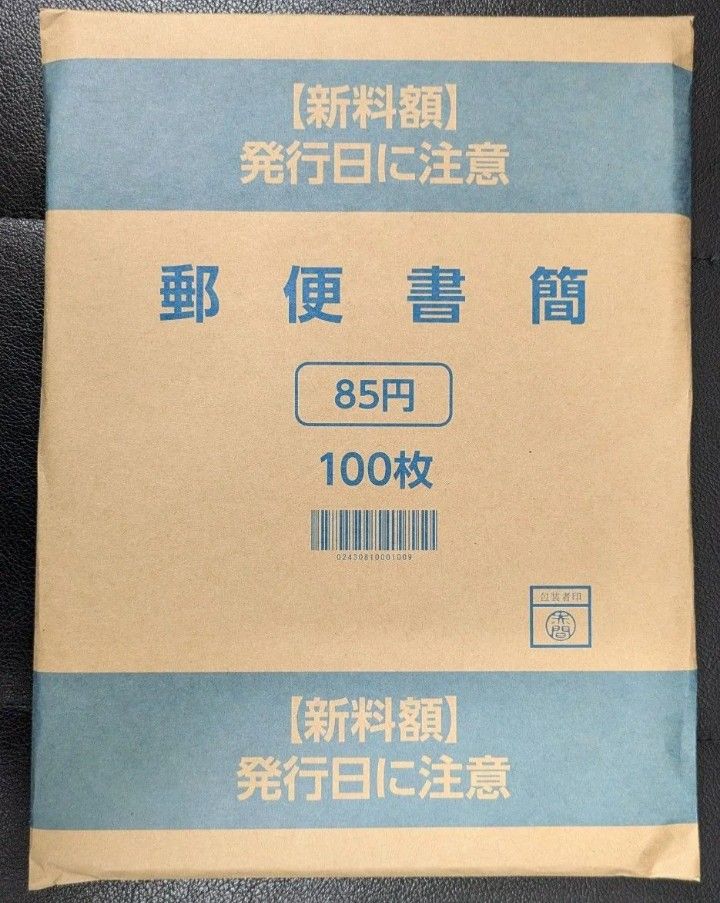 【新料額】
発行日に注意
郵便書簡
85円
100枚
02430810001009
包装者印
【新料額】
発行日に注意